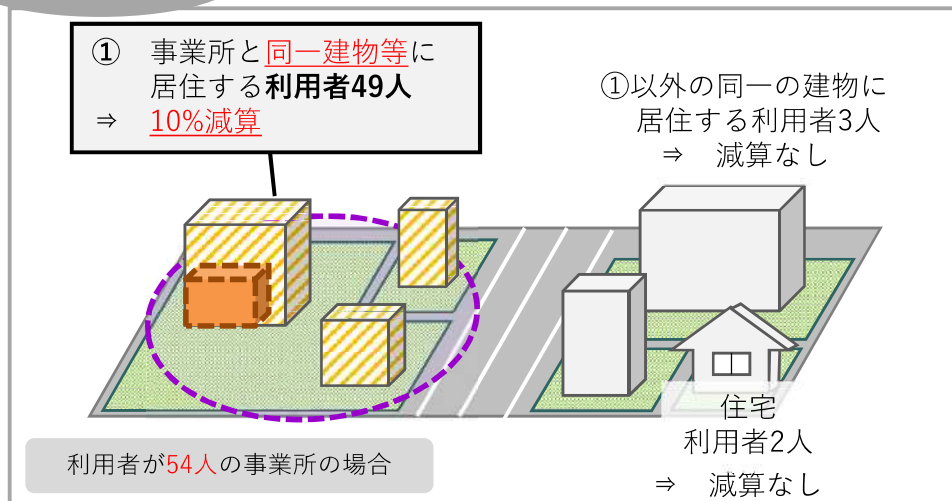 ① 事業所と同一建物等に
居住する利用者49人
⇒ 10%減算
①以外の同一の建物に
居住する利用者3人
⇒ 減算なし
住宅
利用者2人
⇒ 減算なし
利用者が54人の事業所の場合